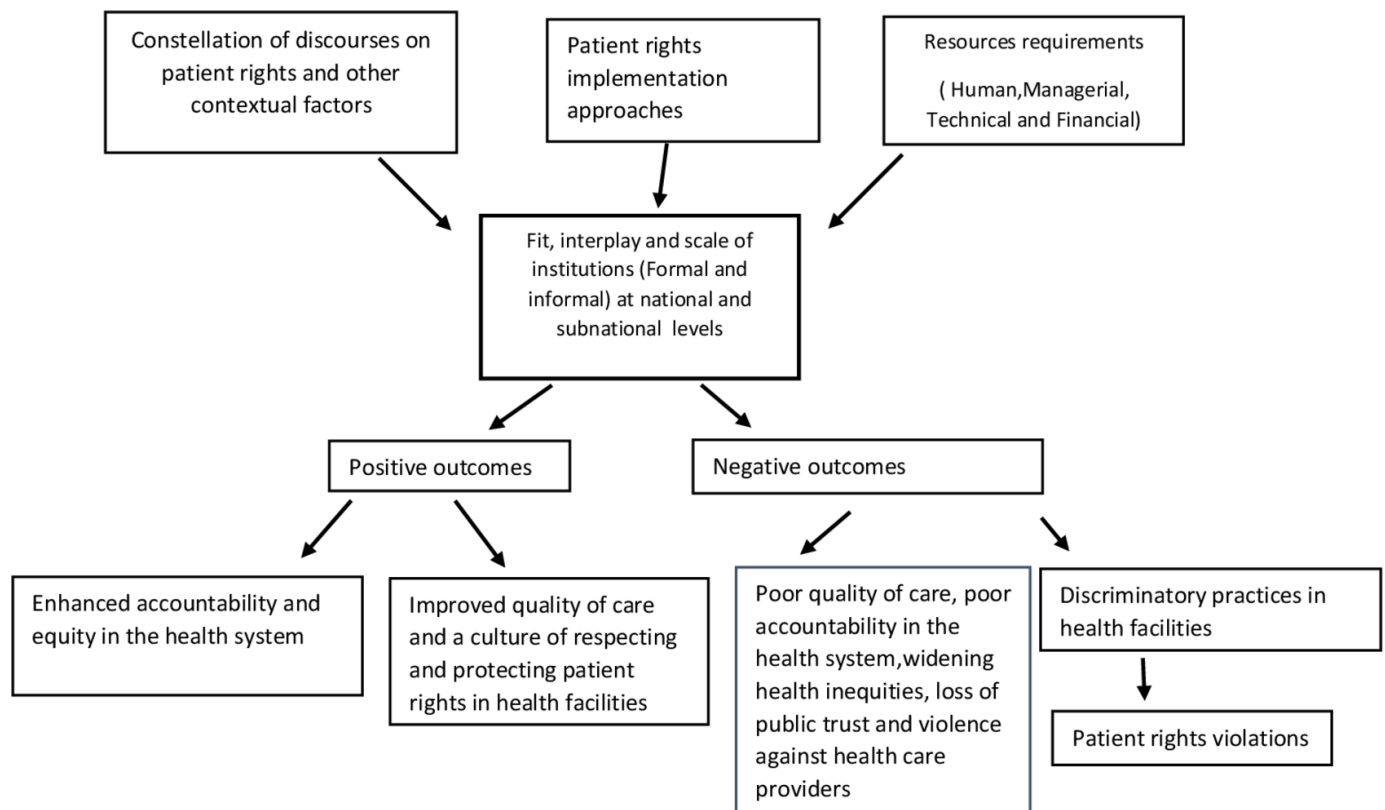 Constellation of discourses on
patient rights and other
contextual factors
Patient rights
implementation
approaches
Resources requirements
( Human,Managerial,
Technical and Financial)
Fit, interplay and scale of
institutions (Formal and
informal) at national and
subnational  levels
Positive outcomes
Negative outcomes
Enhanced accountability and
equity in the health system
Improved quality of care
and a culture of respecting
and protecting patient
rights in health facilities
Poor quality of care, poor
accountability in the
health system,widening
health inequities, loss of
public trust and violence
against health care
providers
Discriminatory practices in
health facilities
Patient rights violations